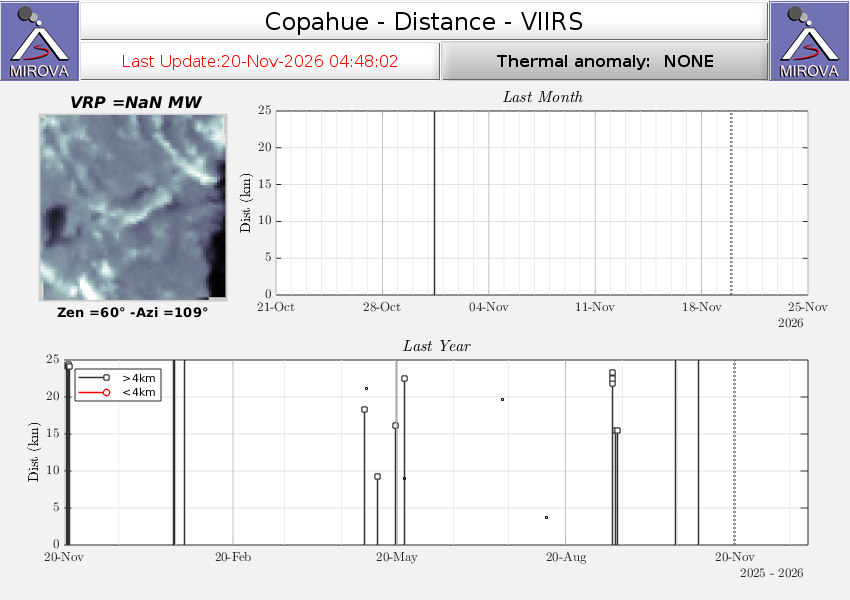 Copahue - Distance - VIIRS
MIROVA
Last Update:20-Nov-2026 04:48:02
Thermal anomaly: NONE
MIROVA
VRP =NaN MW
Zen =60° -Azi =109°
Last Month
Dist (km)
25
20
15
10
5
0
21-Oct
28-Oct
04-Nov
11-Nov
18-Nov
25-Nov
2026
Last Year
Dist (km)
25
20
15
10
5
0
>4km
<4km
20-Nov
20-Feb
20-May
20-Aug
20-Nov
2025 - 2026